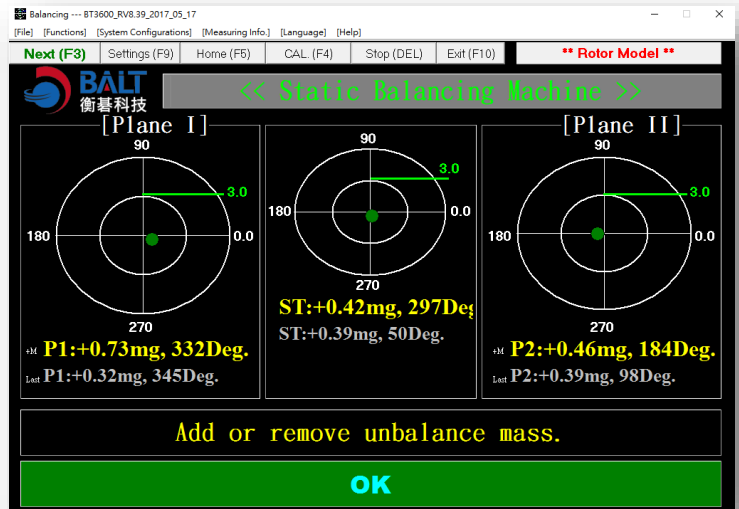 Balancing --- BT3600_RV8.39_2017_05_17
[File] [Functions] [System Configurations] [Measuring Info.] [Language] [Help]
Next (F3) Settings (F9) Home (F5) CAL. (F4) Stop (DEL) Exit (F10) ** Rotor Model **
BALT
衡碁科技
<< Static Balancing Machine >>
[Plane I]
90
3.0
180
0.0
270
+M P1:+0.73mg, 332Deg.
Last P1:+0.32mg, 345Deg.
90
3.0
180
0.0
270
ST:+0.42mg, 297Deg
ST:+0.39mg, 50Deg.
[Plane II]
90
3.0
180
0.0
270
+M P2:+0.46mg, 184Deg.
Last P2:+0.39mg, 98Deg.
Add or remove unbalance mass.
OK